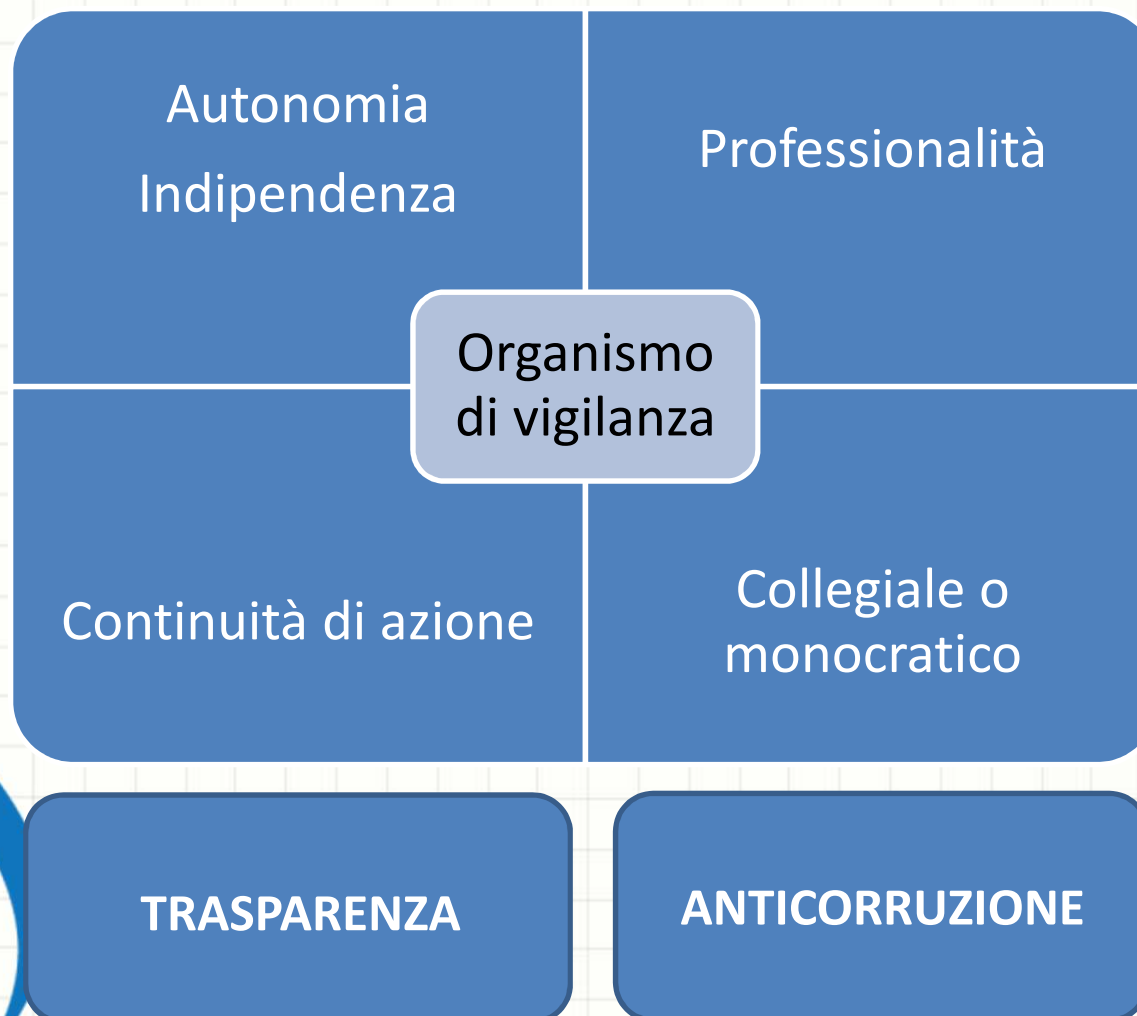 Autonomia
Indipendenza
Professionalità
Organismo
di vigilanza
Continuità di azione
Collegiale o
monocratico
TRASPARENZA
ANTICORRUZIONE